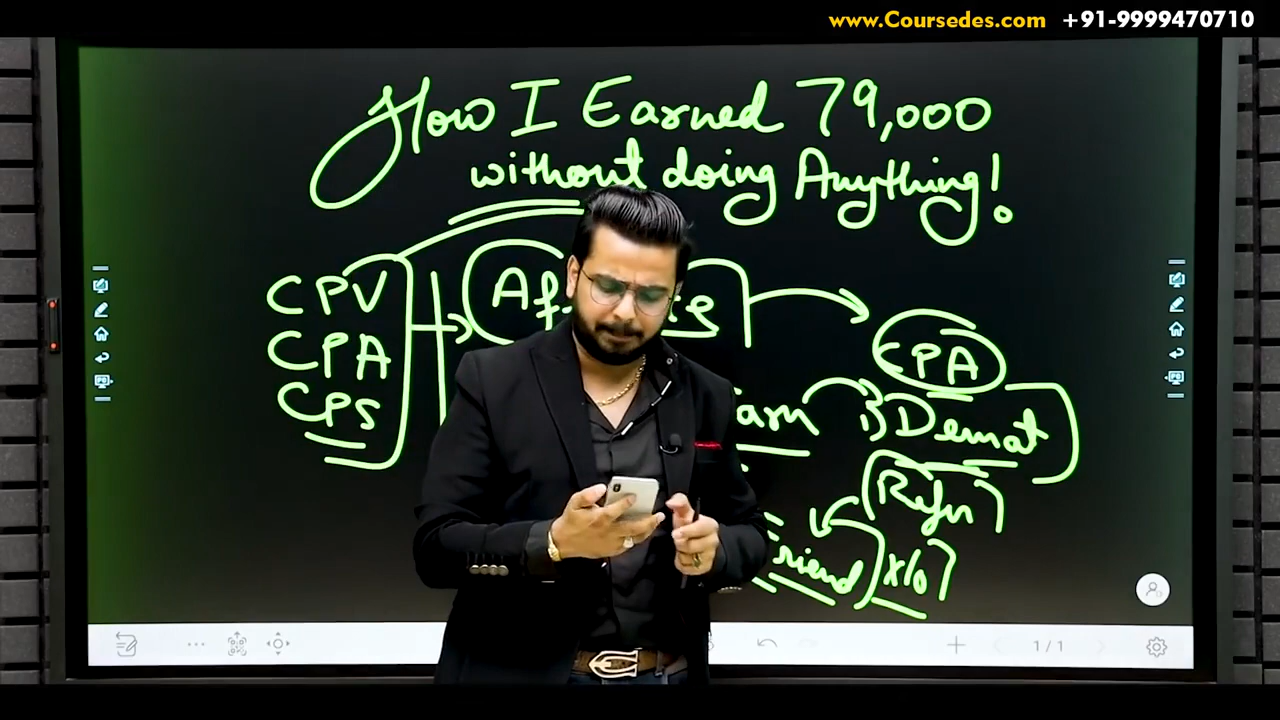 www.Coursedes.com +91-9999470710
How I Earned 79,000
without doing Anything!
CPV
CPA
CPS
CPA
Demat
Refer
1/1